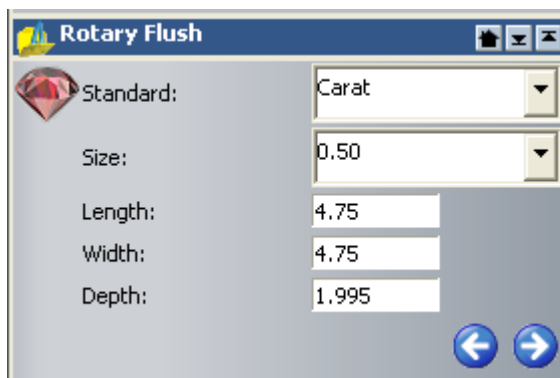 Rotary Flush
Standard: Carat
Size: 0.50
Length: 4.75
Width: 4.75
Depth: 1.995